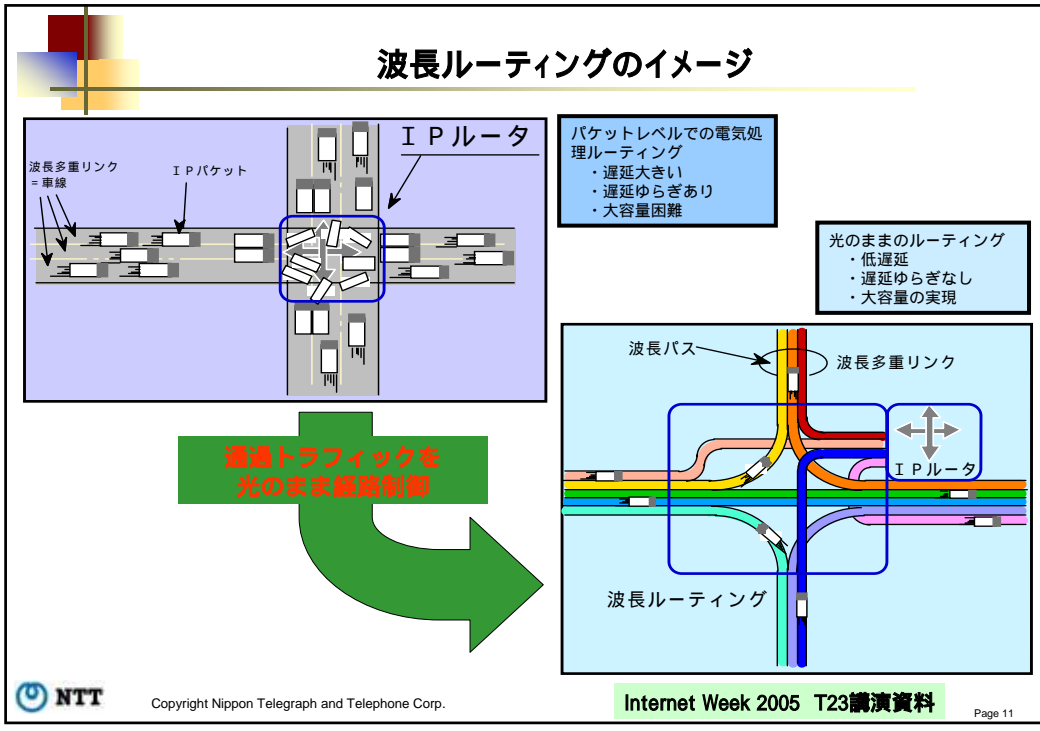 波長ルーティングのイメージ
ＩＰルータ
波長多重リンク
＝車線
ＩＰパケット
パケットレベルでの電気処
理ルーティング
・遅延大きい
・遅延ゆらぎあり
・大容量困難
光のままのルーティング
・低遅延
・遅延ゆらぎなし
・大容量の実現
通過トラフィックを
光のまま経路制御
波長パス
波長多重リンク
ＩＰルータ
波長ルーティング
NTT
Copyright Nippon Telegraph and Telephone Corp.
Internet Week 2005 T23講演資料
Page 11